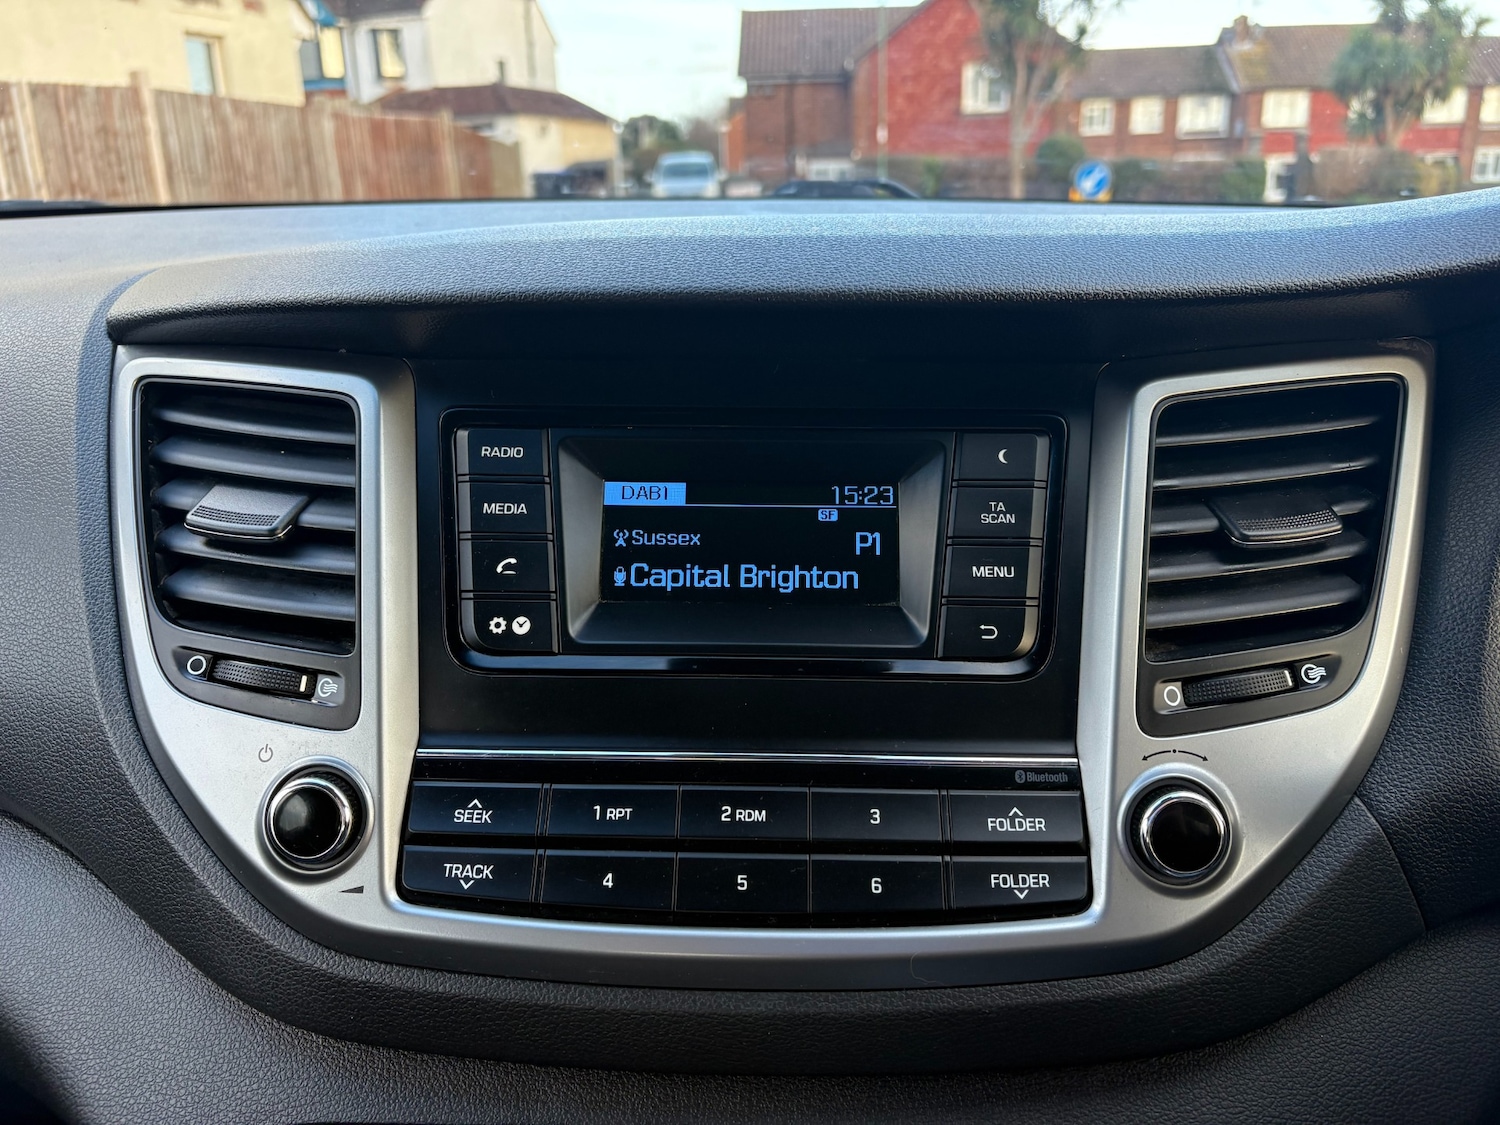 RADIO
MEDIA
DAB1 15:23
SF
Sussex P1
Capital Brighton
TA
SCAN
MENU
Bluetooth
SEEK 1 RPT 2 RDM 3 FOLDER
TRACK 4 5 6 FOLDER